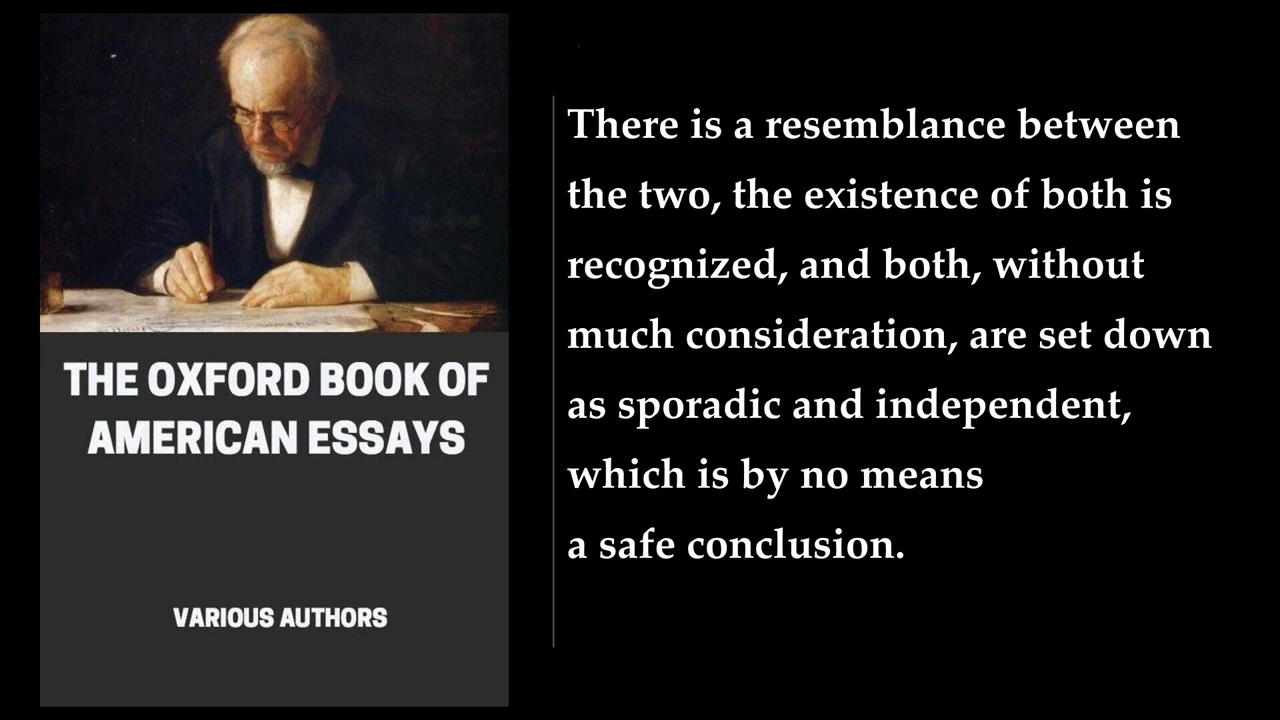 THE OXFORD BOOK OF
AMERICAN ESSAYS
VARIOUS AUTHORS
There is a resemblance between
the two, the existence of both is
recognized, and both, without
much consideration, are set down
as sporadic and independent,
which is by no means
a safe conclusion.